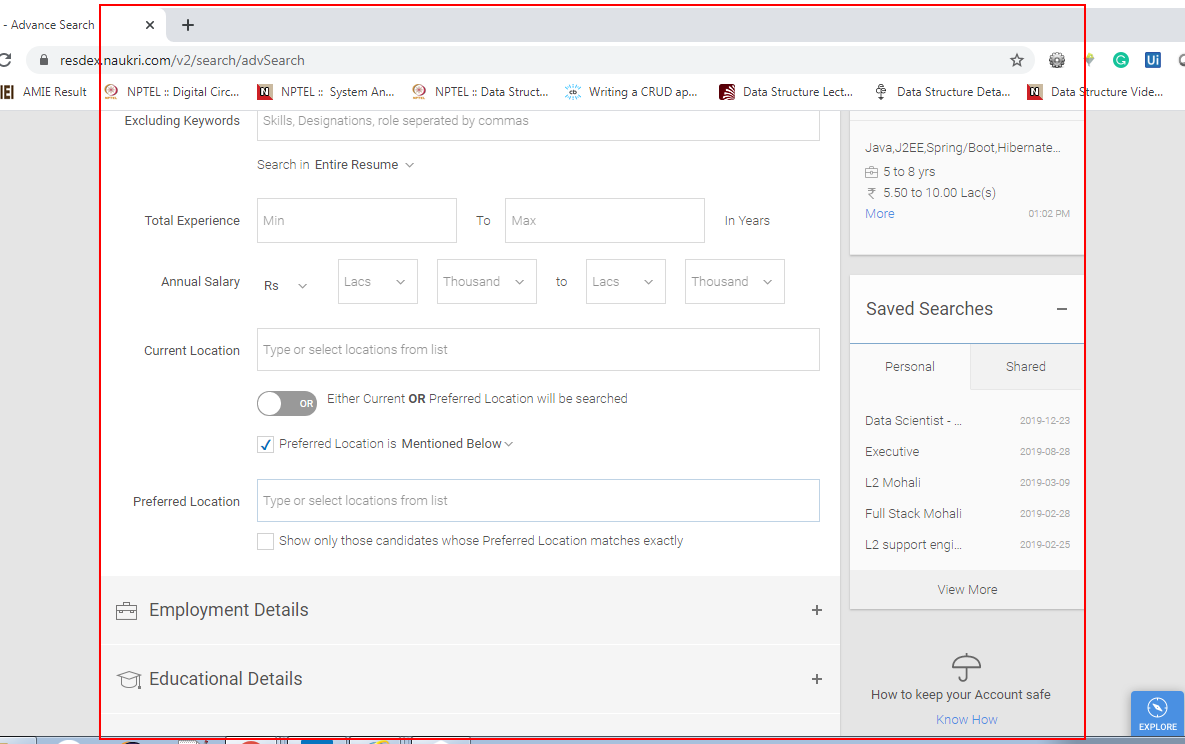 - Advance Search
resdex.naukri.com/v2/search/advSearch
AMIE Result NPTEL :: Digital Circ... NPTEL :: System An... NPTEL :: Data Struct... Writing a CRUD ap... Data Structure Lect... Data Structure Deta... Data Structure Vide...
Excluding Keywords
Skills, Designations, role seperated by commas
Search in Entire Resume
Total Experience Min To Max In Years
Annual Salary Rs Lacs Thousand to Lacs Thousand
Current Location Type or select locations from list
OR Either Current OR Preferred Location will be searched
Preferred Location is Mentioned Below
Preferred Location Type or select locations from list
Show only those candidates whose Preferred Location matches exactly
Employment Details
Educational Details
Java,J2EE,Spring/Boot,Hibernate...
5 to 8 yrs
₹ 5.50 to 10.00 Lac(s)
More 01:02 PM
Saved Searches
Personal Shared
Data Scientist - ... 2019-12-23
Executive 2019-08-28
L2 Mohali 2019-03-09
Full Stack Mohali 2019-02-28
L2 support engi... 2019-02-25
View More
How to keep your Account safe
Know How
EXPLORE